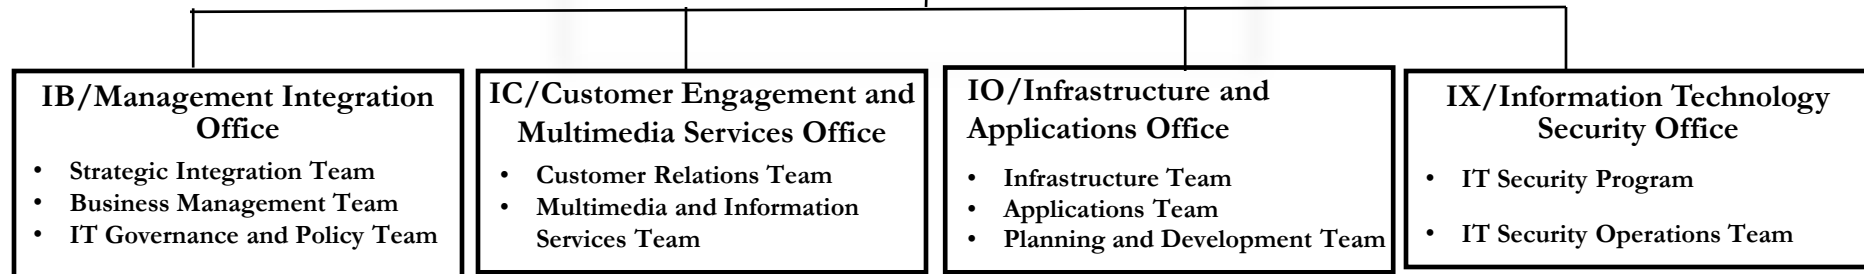 IB/Management Integration
Office
• Strategic Integration Team
• Business Management Team
• IT Governance and Policy Team
IC/Customer Engagement and
Multimedia Services Office
• Customer Relations Team
• Multimedia and Information
Services Team
IO/Infrastructure and
Applications Office
• Infrastructure Team
• Applications Team
• Planning and Development Team
IX/Information Technology
Security Office
• IT Security Program
• IT Security Operations Team